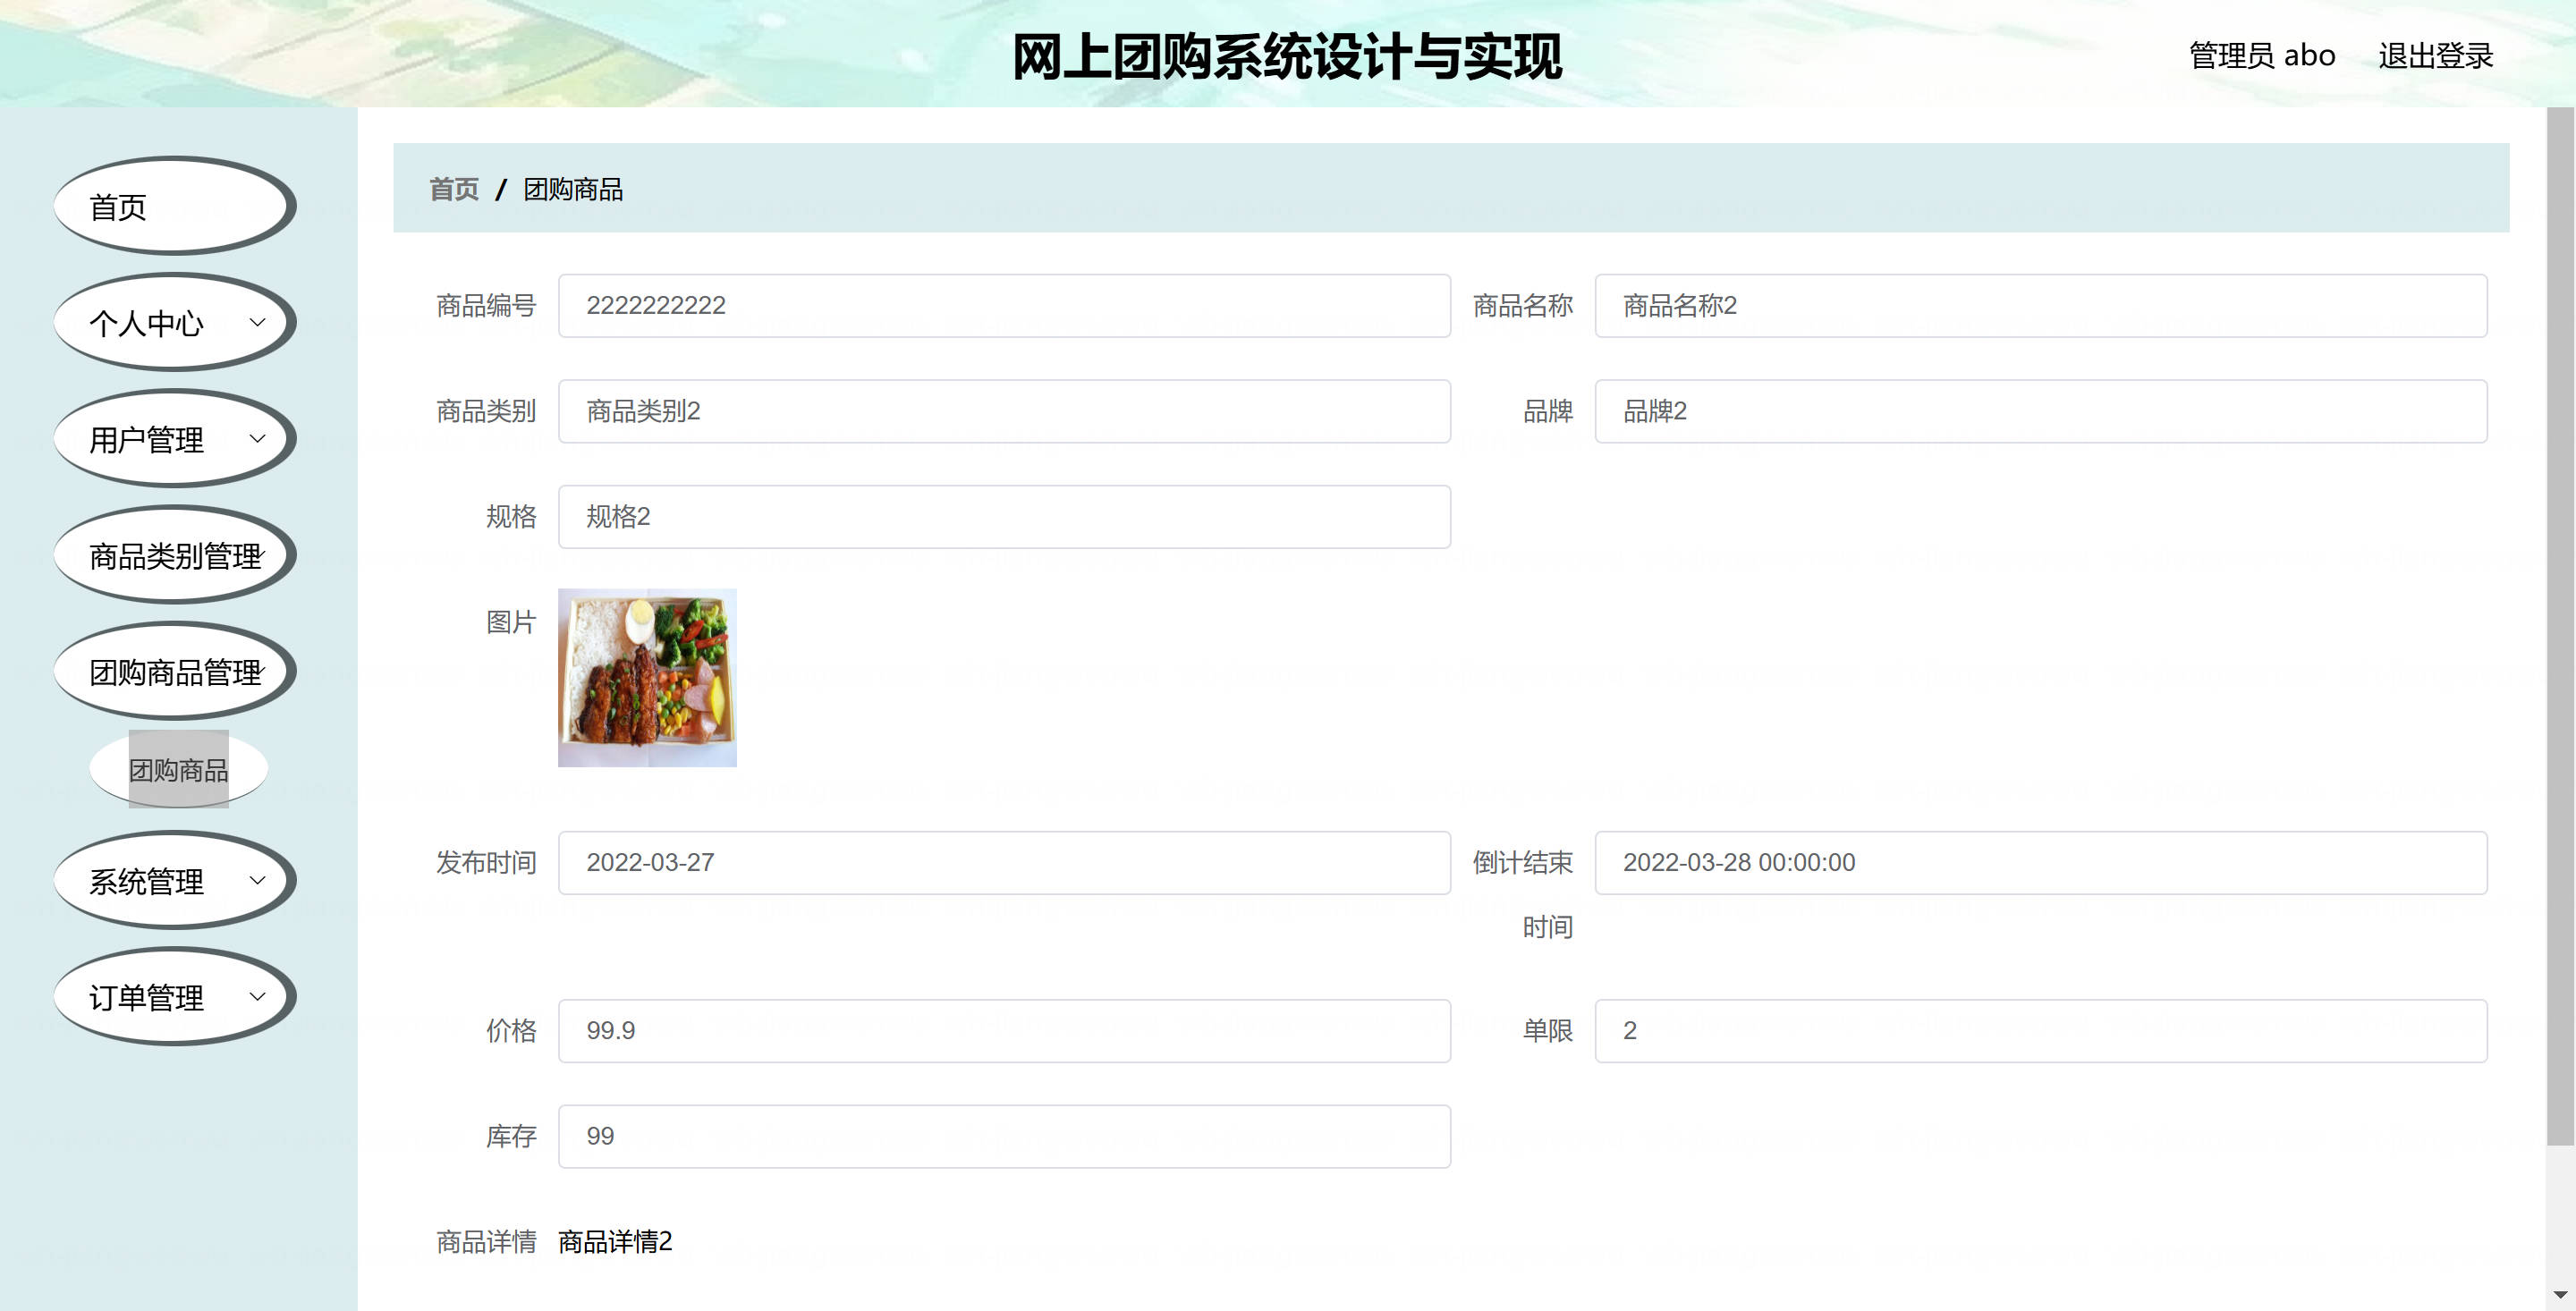 网上团购系统设计与实现
管理员 abo
退出登录
首页
个人中心
用户管理
商品类别管理
团购商品管理
团购商品
系统管理
订单管理
首页 / 团购商品
商品编号 2222222222
商品名称 商品名称2
商品类别 商品类别2
品牌 品牌2
规格 规格2
图片
发布时间 2022-03-27
倒计结束 2022-03-28 00:00:00
时间
价格 99.9
单限 2
库存 99
商品详情 商品详情2